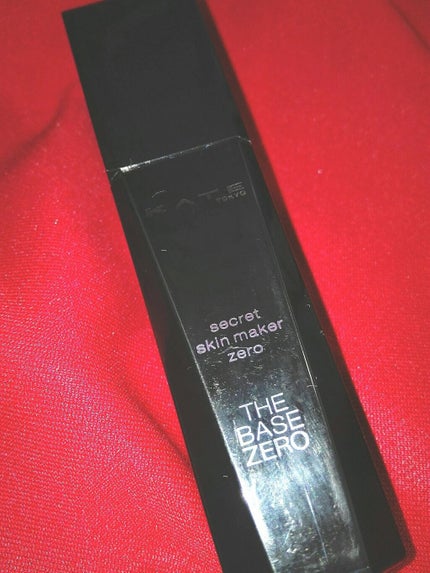 KATE
TOKYO
secret
skin maker
zero
THE
BASE
ZERO